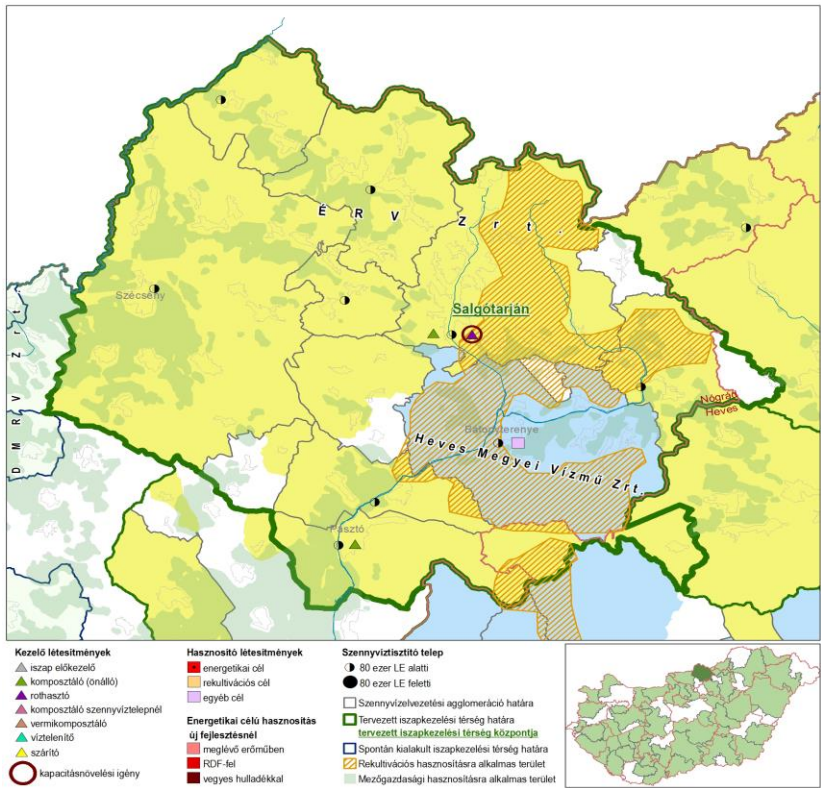 É R V Z r t .
Szécsény
Salgótarján
D M R V Z r t .
Nógrád
Heves
Bátonyterenye
Heves Megyei Vízmű Zrt.
Pásztó
Kezelő létesítmények
iszap előkezelő
komposztáló (önálló)
rothasztó
komposztáló szennyvíztelepnél
vermikomposztáló
víztelenítő
szárító
kapacitásnövelési igény
Hasznosító létesítmények
energetikai cél
rekultivációs cél
egyéb cél
Energetikai célú hasznosítás
új fejlesztésnél
meglévő erőműben
RDF-fel
vegyes hulladékkal
Szennyvíztisztító telep
80 ezer LE alatti
80 ezer LE feletti
Szennyvízelvezetési agglomeráció határa
Tervezett iszapkezelési térség határa
tervezett iszapkezelési térség központja
Spontán kialakult iszapkezelési térség határa
Rekultivációs hasznosításra alkalmas terület
Mezőgazdasági hasznosításra alkalmas terület